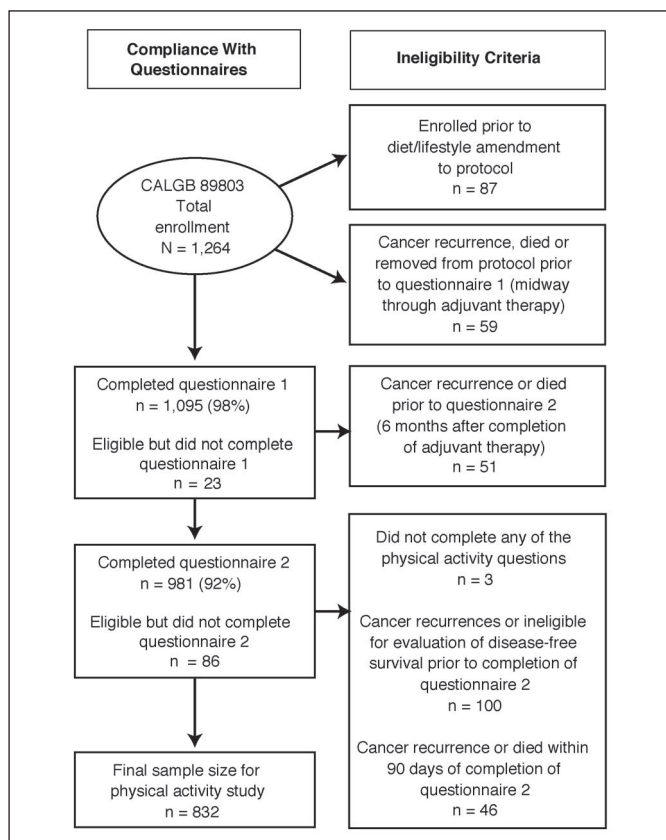 Compliance With
Questionnaires
Ineligibility Criteria
Enrolled prior to
diet/lifestyle amendment
to protocol
n = 87
CALGB 89803
Total
enrollment
N = 1,264
Cancer recurrence, died or
removed from protocol prior
to questionnaire 1 (midway
through adjuvant therapy)
n = 59
Completed questionnaire 1
n = 1,095 (98%)
Eligible but did not complete
questionnaire 1
n = 23
Cancer recurrence or died
prior to questionnaire 2
(6 months after completion
of adjuvant therapy)
n = 51
Completed questionnaire 2
n = 981 (92%)
Eligible but did not complete
questionnaire 2
n = 86
Did not complete any of the
physical activity questions
n = 3
Cancer recurrences or ineligible
for evaluation of disease-free
survival prior to completion of
questionnaire 2
n = 100
Cancer recurrence or died within
90 days of completion of
questionnaire 2
n = 46
Final sample size for
physical activity study
n = 832